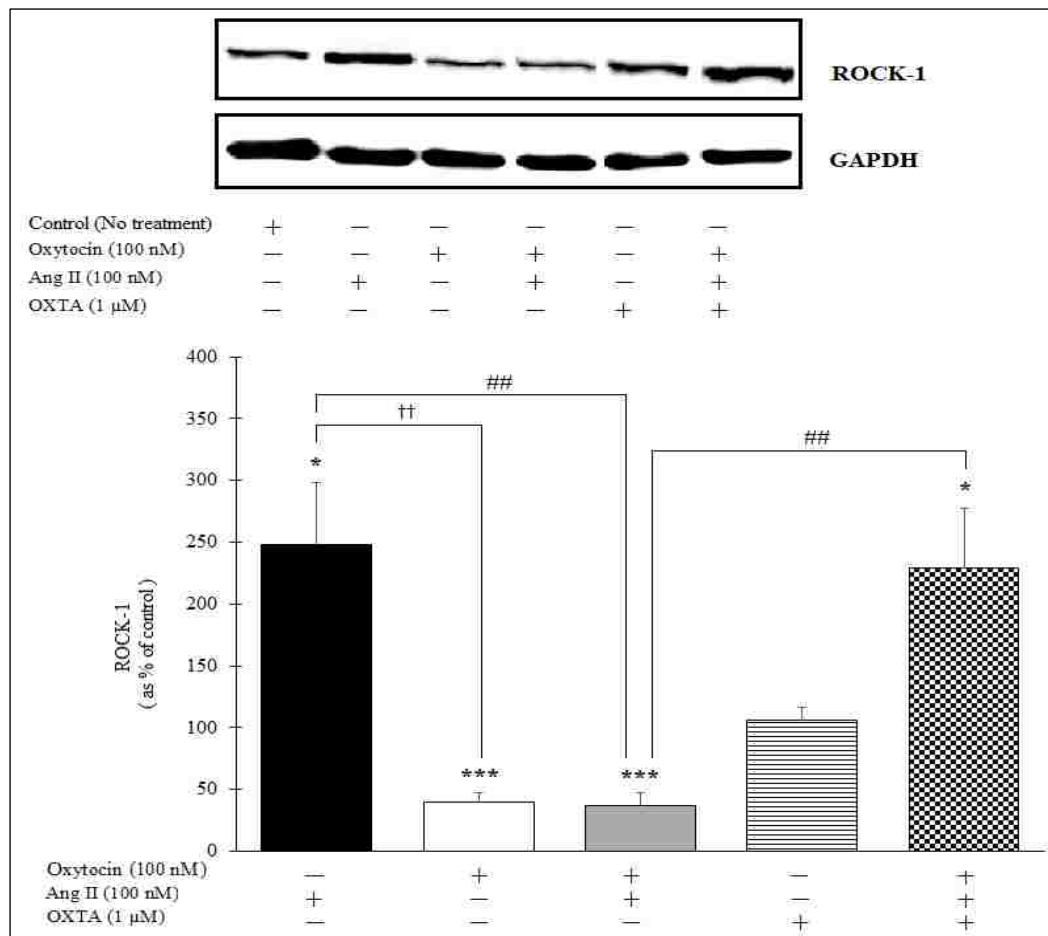 ROCK-1
GAPDH
Control (No treatment) + — — — — —
Oxytocin (100 nM) — — + + — +
Ang II (100 nM) — + — + — +
OXTA (1 µM) — — — — + +
400
##
350
††
##
300
*
*
250
200
150
100
50
***
***
0
ROCK-1
( as % of control )
Oxytocin (100 nM) — + + — +
Ang II (100 nM) + — + — +
OXTA (1 µM) — — — + +